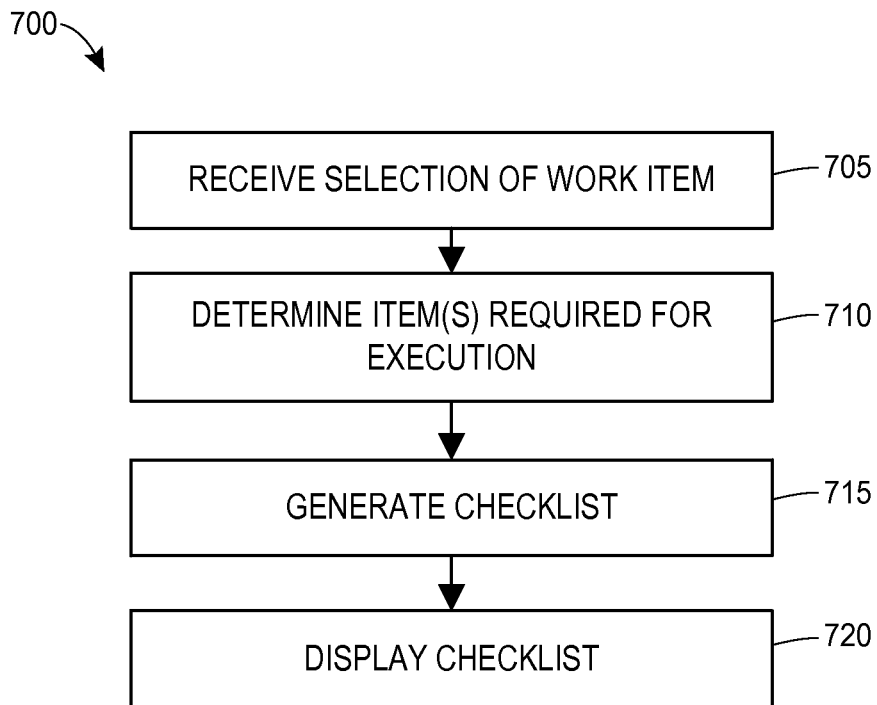 700
RECEIVE SELECTION OF WORK ITEM
705
DETERMINE ITEM(S) REQUIRED FOR
EXECUTION
710
GENERATE CHECKLIST
715
DISPLAY CHECKLIST
720